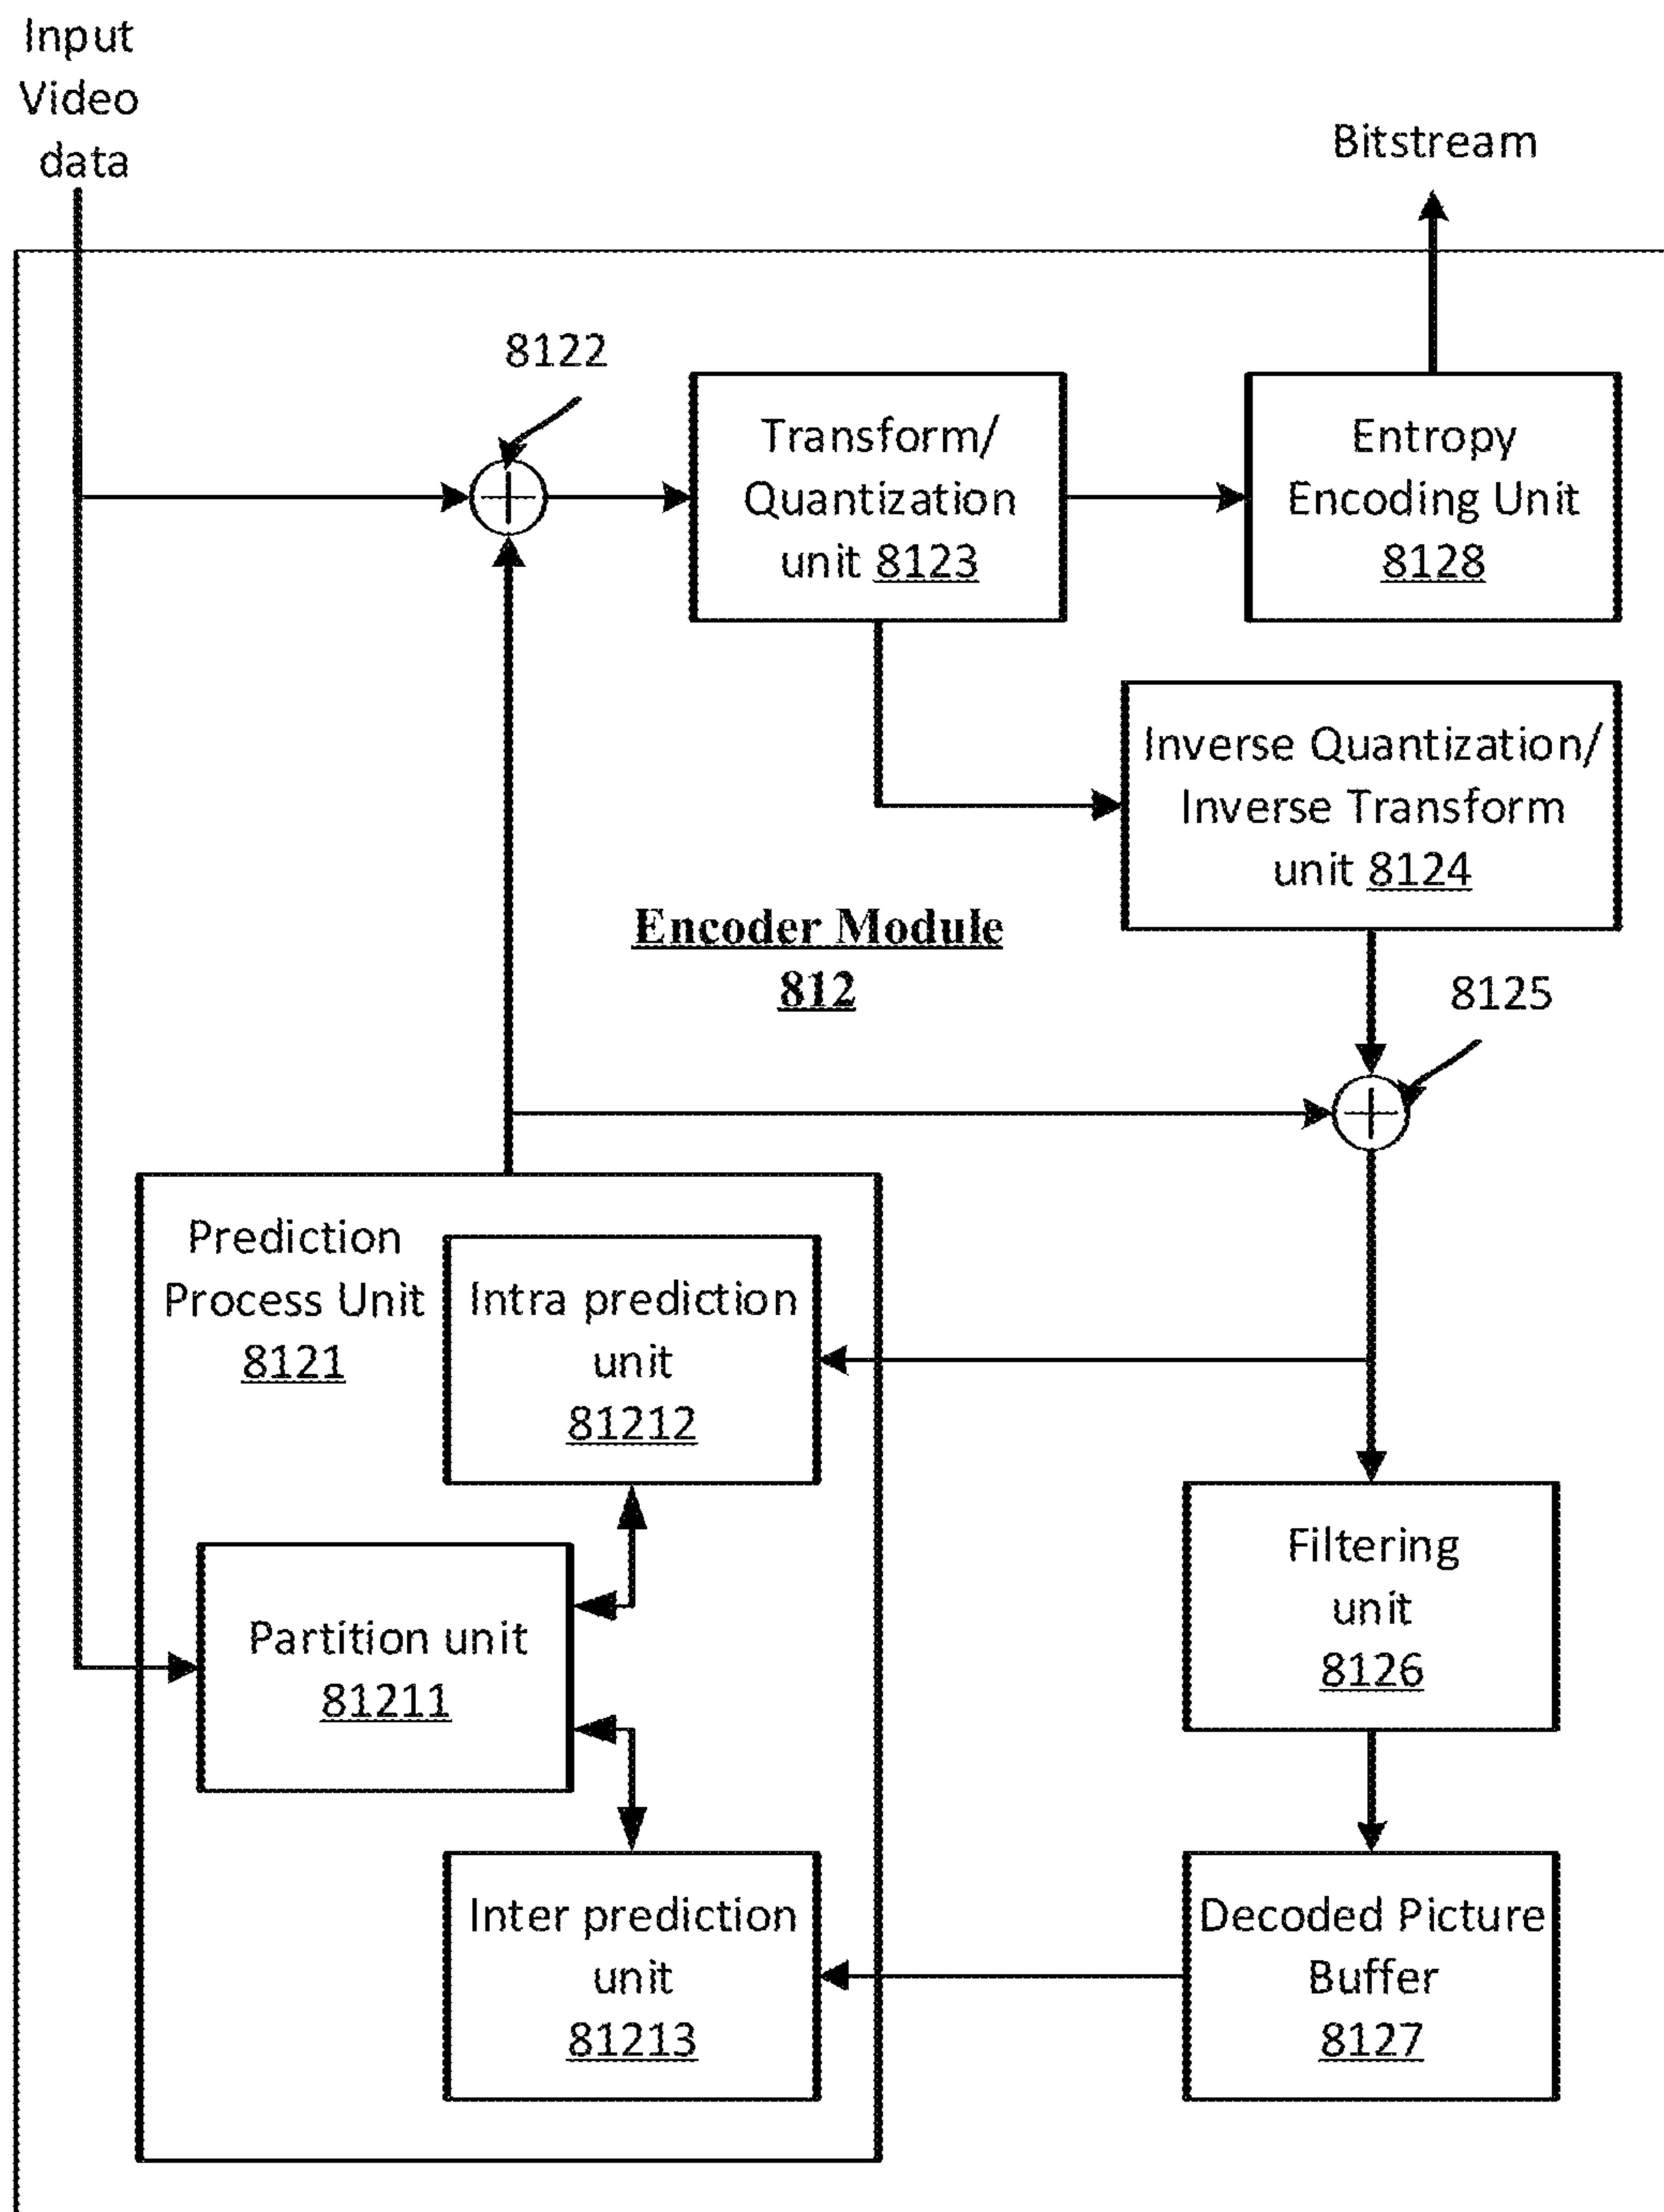 Input
Video
data
Bitstream
8122
Transform/
Quantization
unit 8123
Entropy
Encoding Unit
8128
Inverse Quantization/
Inverse Transform
unit 8124
Encoder Module
812
8125
Prediction
Process Unit
8121
Intra prediction
unit
81212
Filtering
unit
8126
Partition unit
81211
Inter prediction
unit
81213
Decoded Picture
Buffer
8127